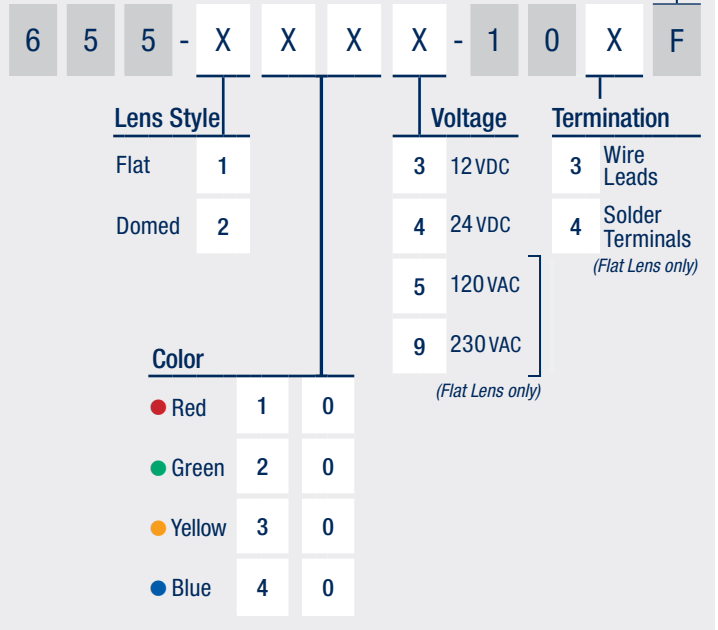 6 5 5 - X X X X - 1 0 X F
Lens Style
Flat 1
Domed 2
Voltage
3 12 VDC
4 24 VDC
5 120 VAC
9 230 VAC
(Flat Lens only)
Termination
3 Wire
Leads
4 Solder
Terminals
(Flat Lens only)
Color
Red 1 0
Green 2 0
Yellow 3 0
Blue 4 0